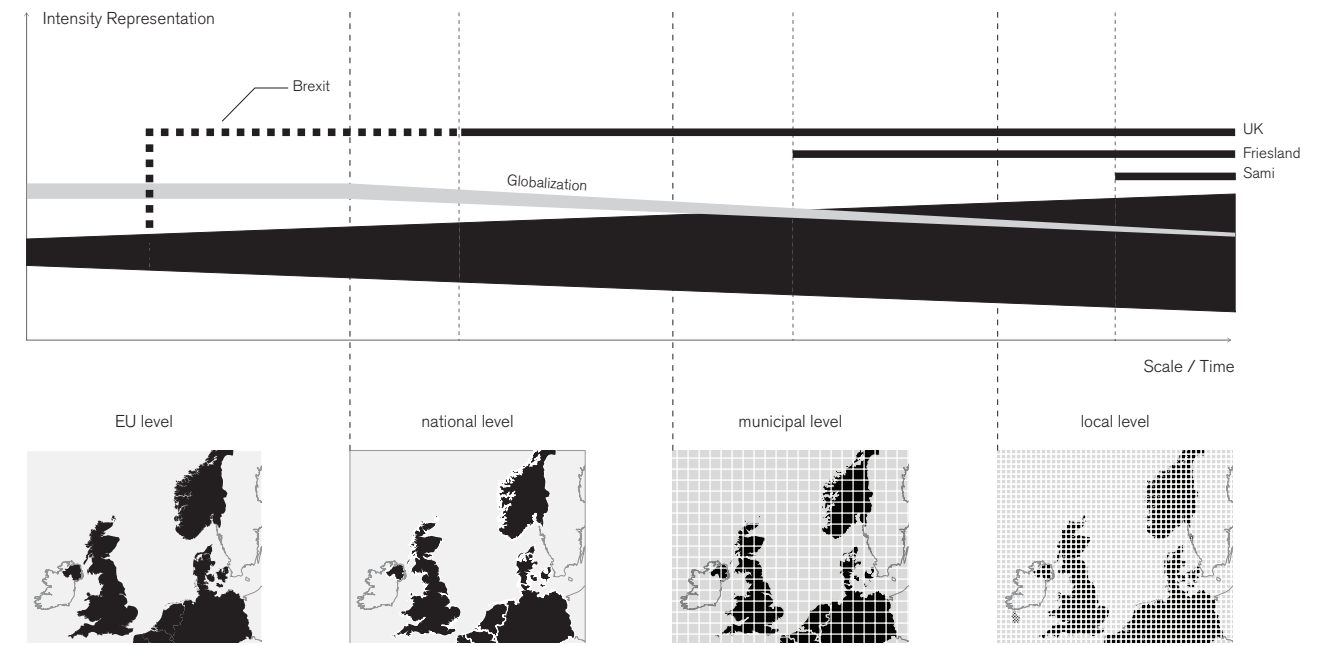 Intensity Representation
Brexit
UK
Friesland
Sami
Globalization
Scale / Time
EU level
national level
municipal level
local level